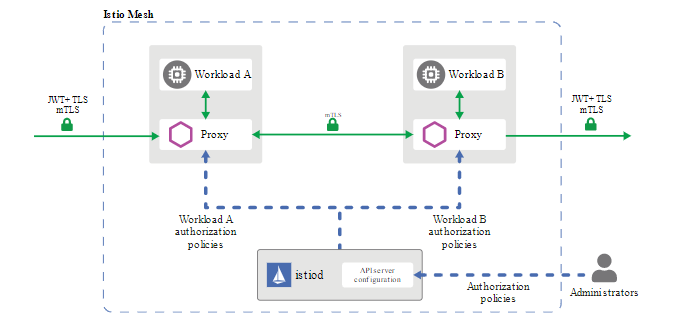 Istio Mesh
JWT+ TLS
mTLS
Workload A
Proxy
mTLS
Workload B
Proxy
JWT+ TLS
mTLS
Workload A
authorization
policies
Workload B
authorization
policies
istiod
API server
configuration
Authorization
policies
Administrators